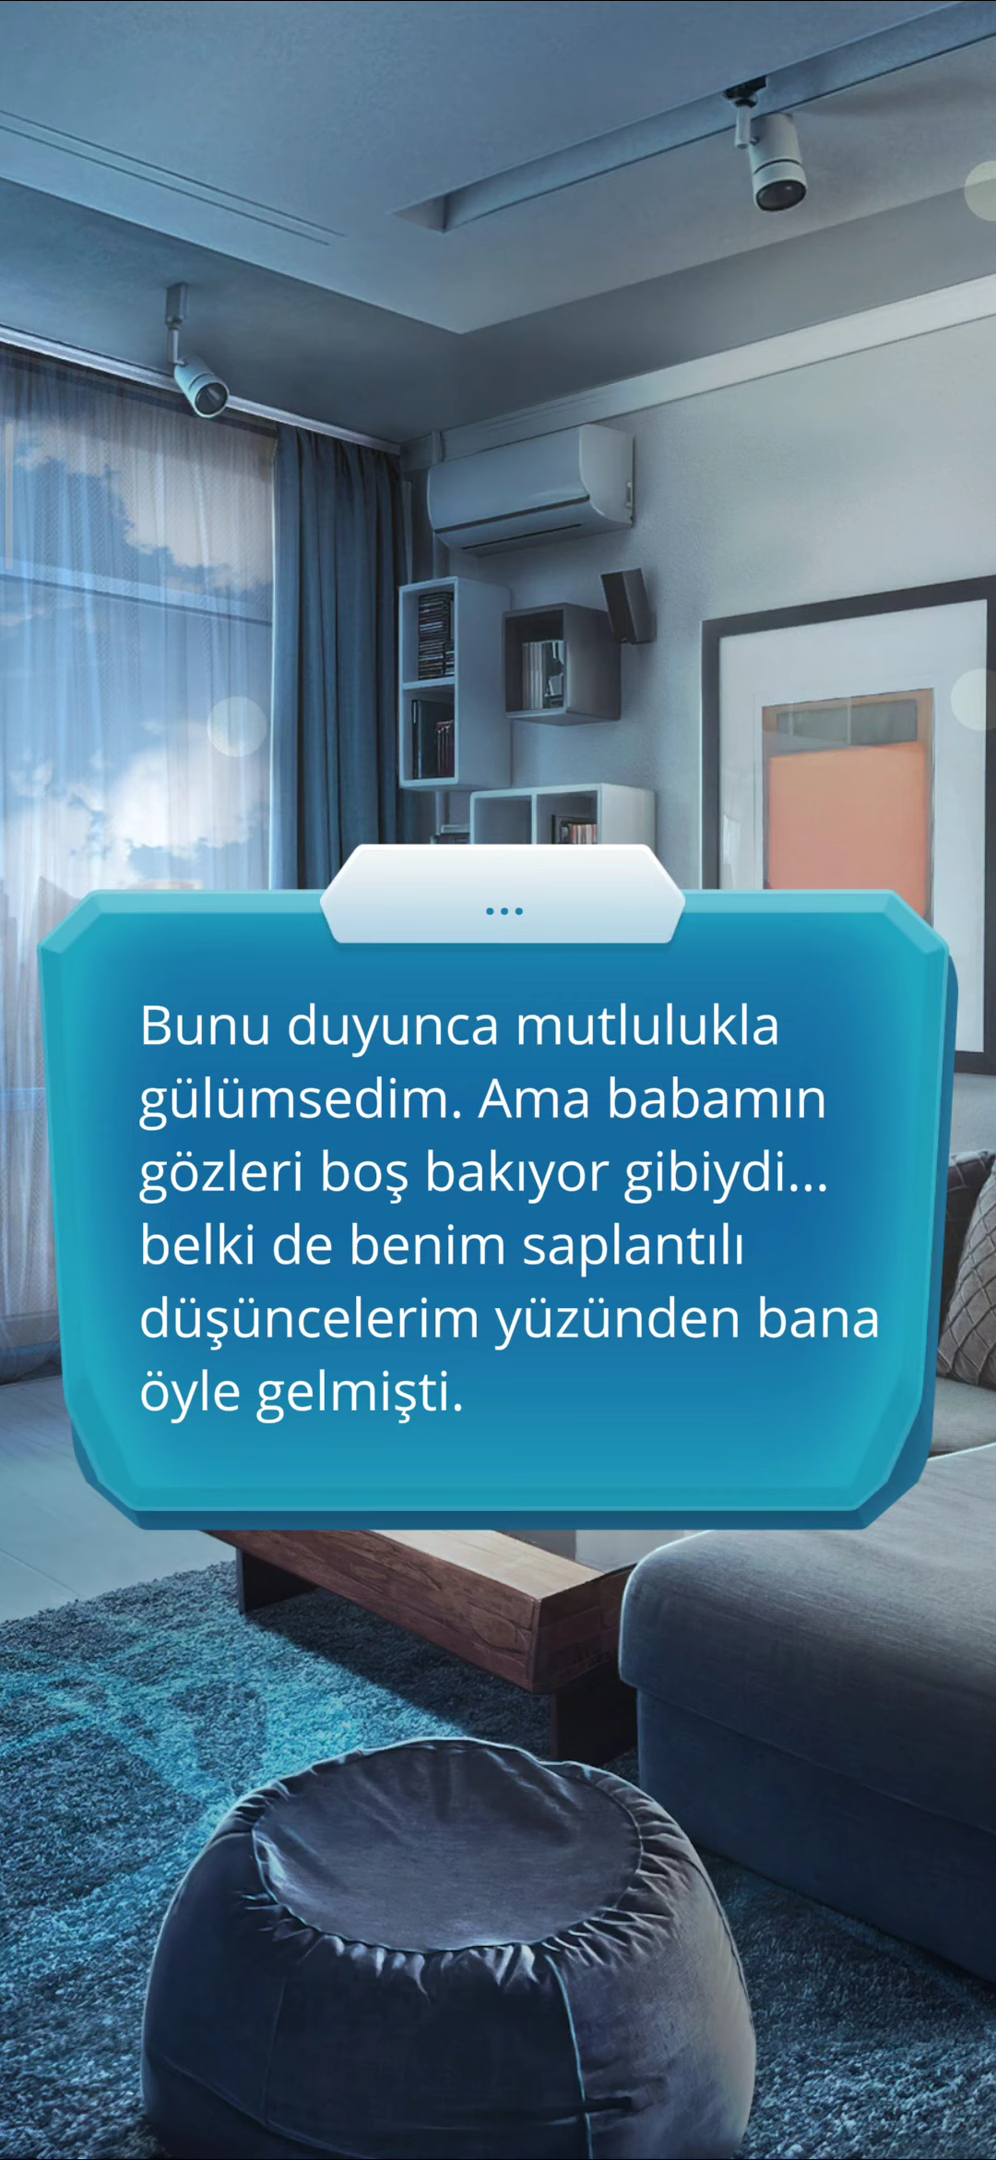 ...
Bunu duyunca mutlulukla
gülümsedim. Ama babamın
gözleri boş bakıyor gibiydi...
belki de benim saplantılı
düşüncelerim yüzünden bana
öyle gelmişti.